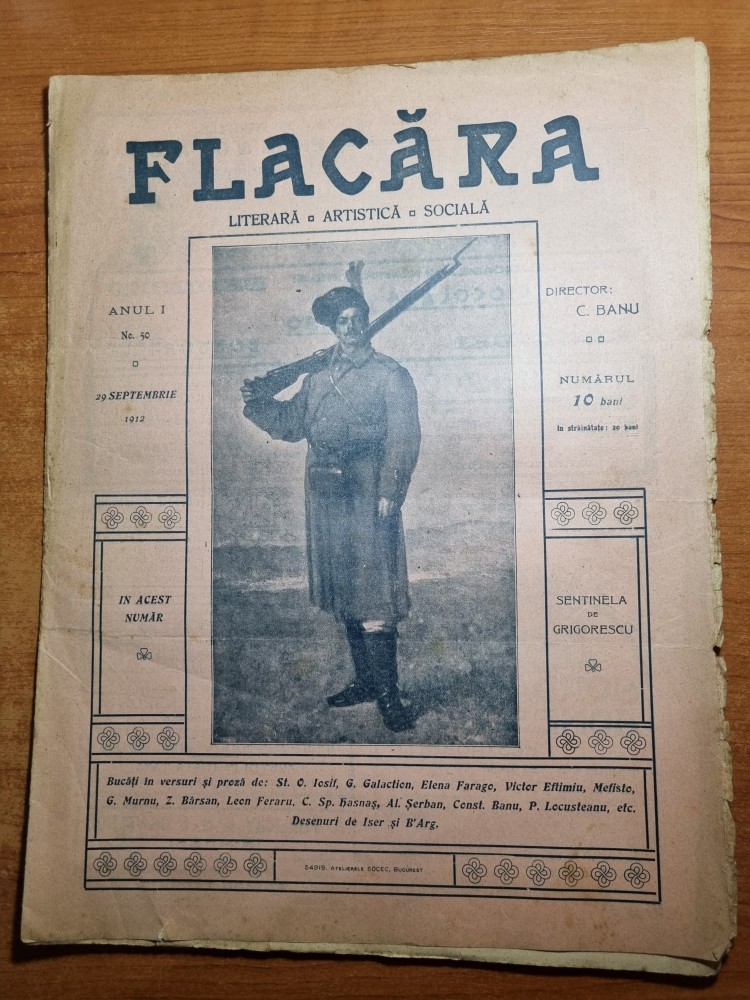 FLACĂRA
LITERARĂ ▫ ARTISTICĂ ▫ SOCIALĂ
ANUL I
No. 50
29 SEPTEMBRIE
1912
DIRECTOR:
C. BANU
NUMĂRUL
10 bani
In străinătate: 20 bani
IN ACEST
NUMĂR
SENTINELA
DE
GRIGORESCU
Bucăți în versuri și proză de: St. O. Iosif, G. Galaction, Elena Farago, Victor Eftimiu, Mefisto,
G. Murnu, Z. Bârsan, Leon Feraru, C. Sp. Hasnaș, Al. Șerban, Const. Banu, P. Locusteanu, etc.
Desenuri de Iser și B'Arg.
54919. ATELIERELE SOCEC, BUCUREST